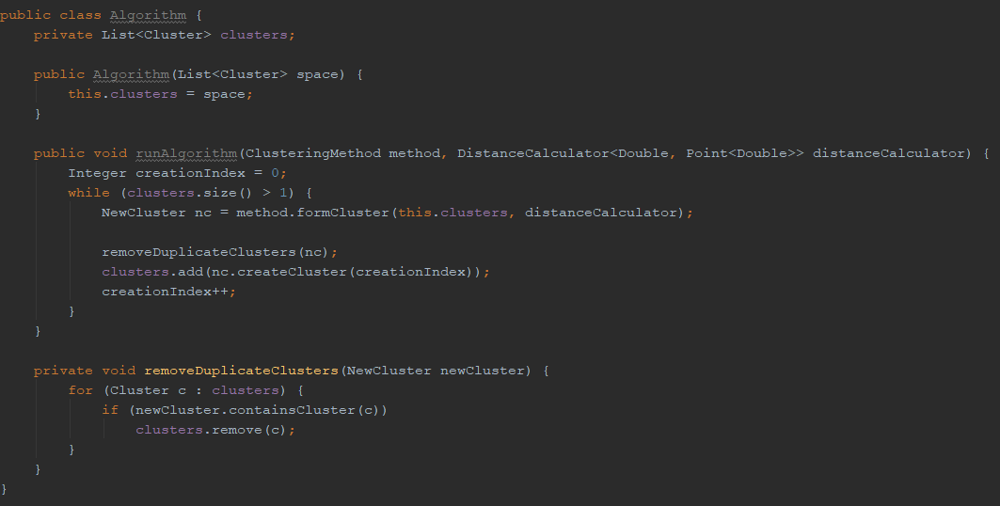 public class Algorithm {
    private List<Cluster> clusters;

    public Algorithm(List<Cluster> space) {
        this.clusters = space;
    }

    public void runAlgorithm(ClusteringMethod method, DistanceCalculator<Double, Point<Double>> distanceCalculator) {
        Integer creationIndex = 0;
        while (clusters.size() > 1) {
            NewCluster nc = method.formCluster(this.clusters, distanceCalculator);

            removeDuplicateClusters(nc);
            clusters.add(nc.createCluster(creationIndex));
            creationIndex++;
        }
    }

    private void removeDuplicateClusters(NewCluster newCluster) {
        for (Cluster c : clusters) {
            if (newCluster.containsCluster(c))
                clusters.remove(c);
        }
    }
}